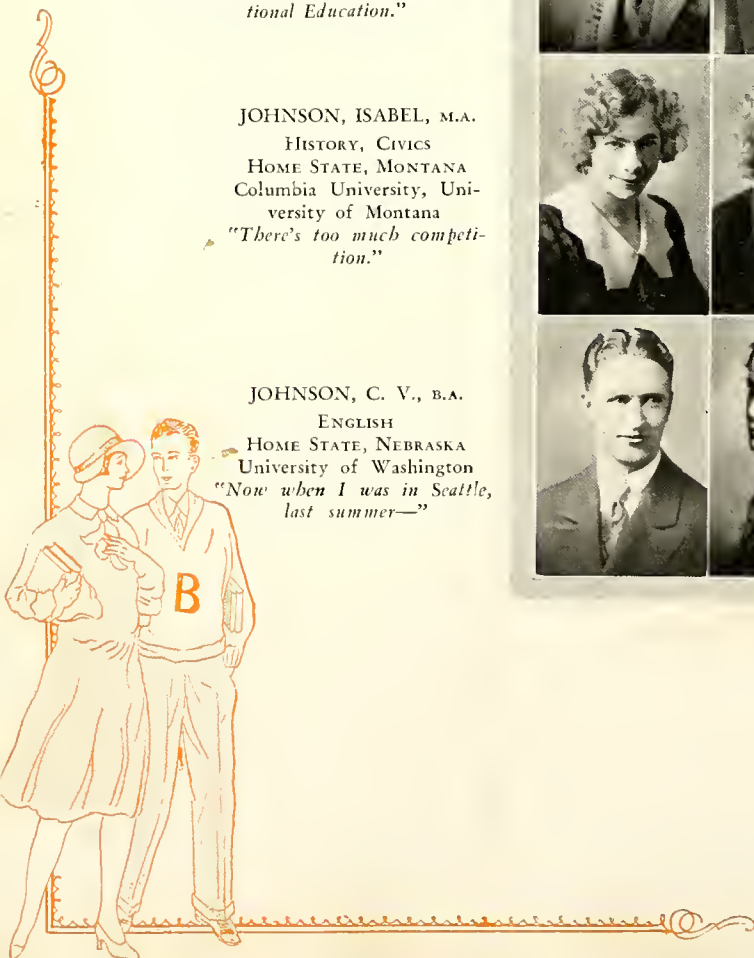 tional Education."
JOHNSON, ISABEL, M.A.
HISTORY, CIVICS
HOME STATE, MONTANA
Columbia University, Uni-
versity of Montana
"There's too much competi-
tion."
JOHNSON, C. V., B.A.
ENGLISH
HOME STATE, NEBRASKA
University of Washington
"Now when I was in Seattle,
last summer—"
B